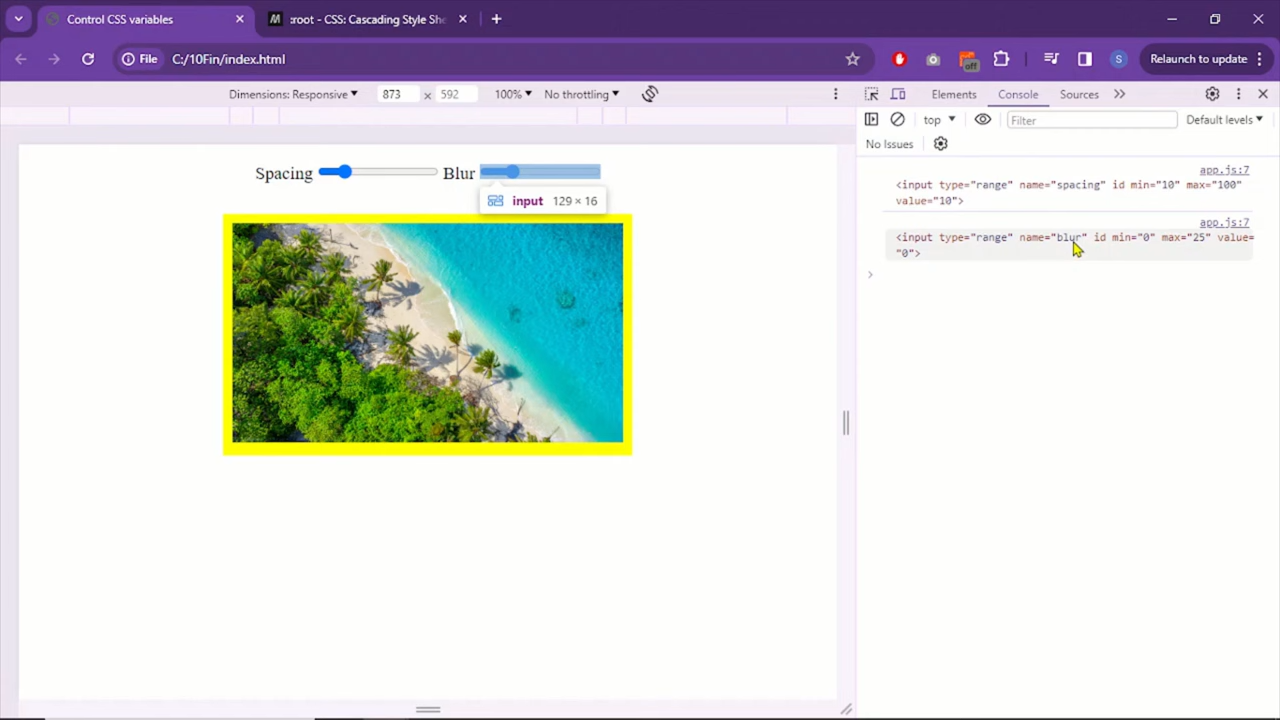 Control CSS variables
:root - CSS: Cascading Style She
File C:/10Fin/index.html
off
S
Relaunch to update
Dimensions: Responsive 873 x 592 100% No throttling
Elements Console Sources
top Filter Default levels
No Issues
app.js:7
<input type="range" name="spacing" id min="10" max="100"
value="10">
app.js:7
<input type="range" name="blur" id min="0" max="25" value=
"0">
Spacing Blur
input 129 × 16